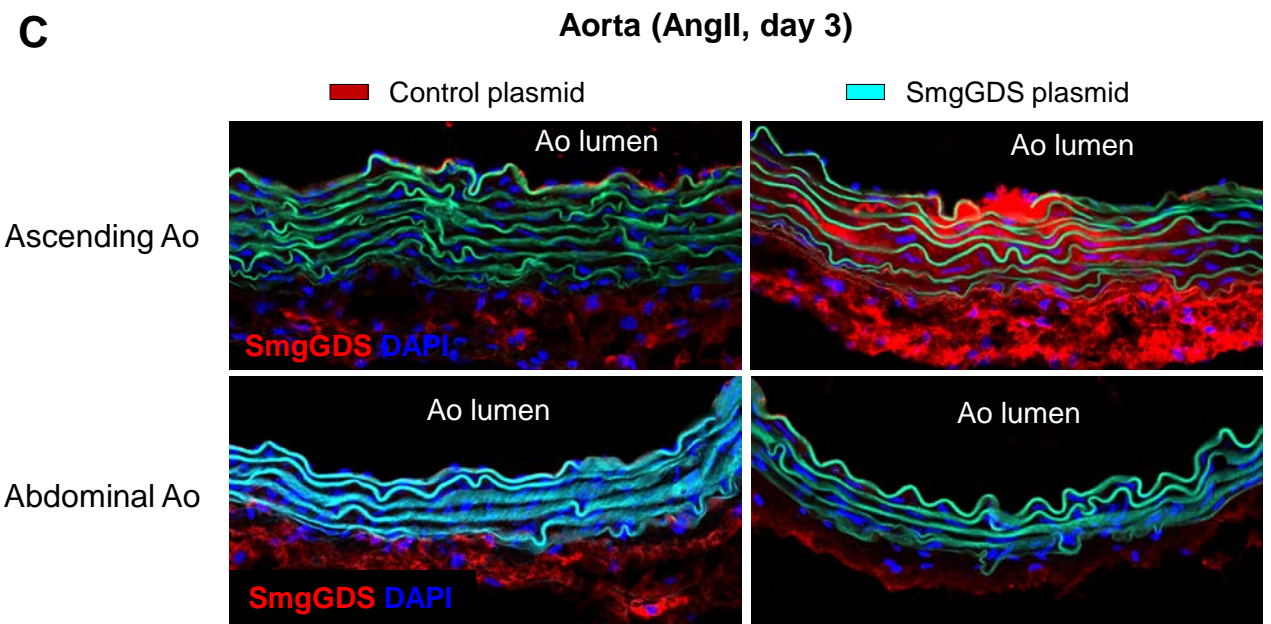 C
Aorta (AngII, day 3)
Control plasmid
SmgGDS plasmid
Ascending Ao
Ao lumen
SmgGDS DAPI
Ao lumen
Abdominal Ao
Ao lumen
SmgGDS DAPI
Ao lumen